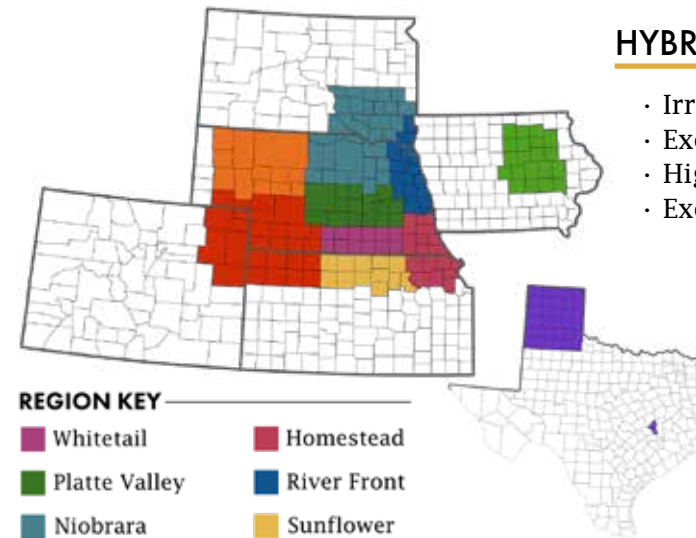 HYBR
· Irr
· Exc
· Hig
· Exc
REGION KEY
Whitetail
Homestead
Platte Valley
River Front
Niobrara
Sunflower